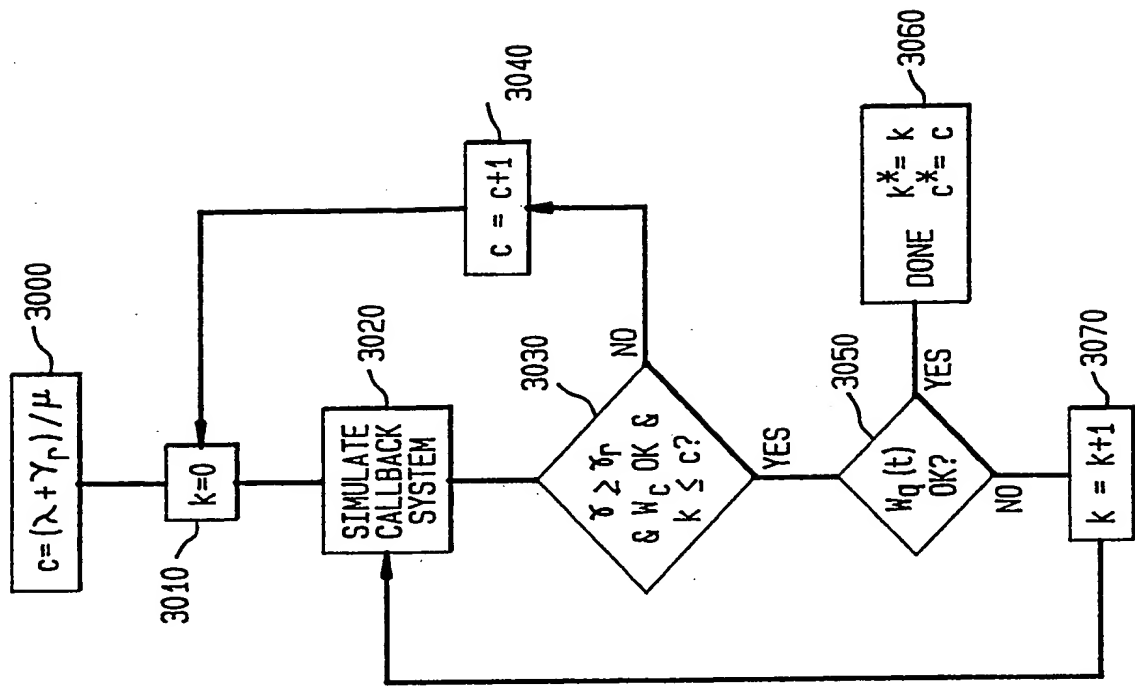 c=(λ+γr)/μ
3000
k=0
3010
SIMULATE
CALLBACK
SYSTEM
3020
γ ≥ γr
& Wc OK &
k ≤ c?
3030
NO
c = c+1
3040
YES
Wq(t)
OK?
3050
YES
DONE k*= k
c*= c
3060
NO
k = k+1
3070